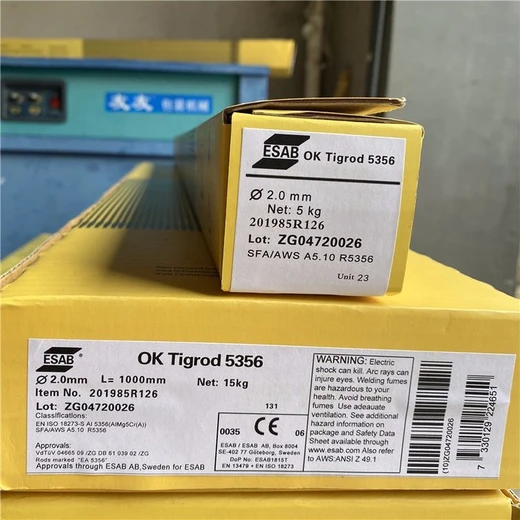 包装机械
ESAB OK Tigrod 5356
Ø 2.0 mm
Net: 5 kg
201985R126
Lot: ZG04720026
SFA/AWS A5.10 R5356
Unit 23
ESAB
OK Tigrod 5356
Ø 2.0mm L= 1000mm Net: 15kg
Item No. 201985R126
Lot: ZG04720026
Classifications:
EN ISO 18273-S Al 5356(AlMg5Cr(A))
SFA/AWS A5.10 R5356
Approvals:
VdTüV 04665 09 /ZG DB 61 039 02 /ZG
Rods marked "EA 5356"
Approvals through ESAB AB,Sweden for ESAB
131
0035 CE 06
ESAB / ESAB AB, Box 8004
SE-402 77 Göteborg, Sweden
DoP No: ESAB1815T
EN 13479 + EN ISO 18273
WARNING: Electric
shock can kill. Arc rays can
injure eyes. Welding fumes
are hazardous to your
health. Avoid breathing
fumes. Use adequate
ventilation. See additional
hazard information on
package and Safety Data
Sheet available through
www.esab.com Also refer
to AWS:ANSI Z 49.1
(10)ZG04720026
7 330129 224651